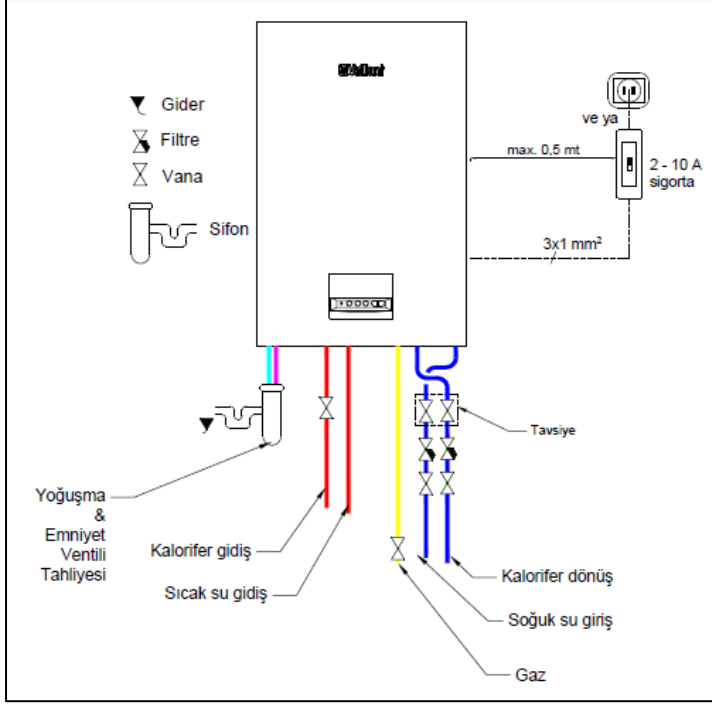 Vaillant
Gider
Filtre
Vana
Sifon
ve ya
max. 0,5 mt
2 - 10 A
sigorta
3x1 mm²
Tavsiye
Yoğuşma
&
Emniyet
Ventili
Tahliyesi
Kalorifer gidiş
Sıcak su gidiş
Kalorifer dönüş
Soğuk su giriş
Gaz